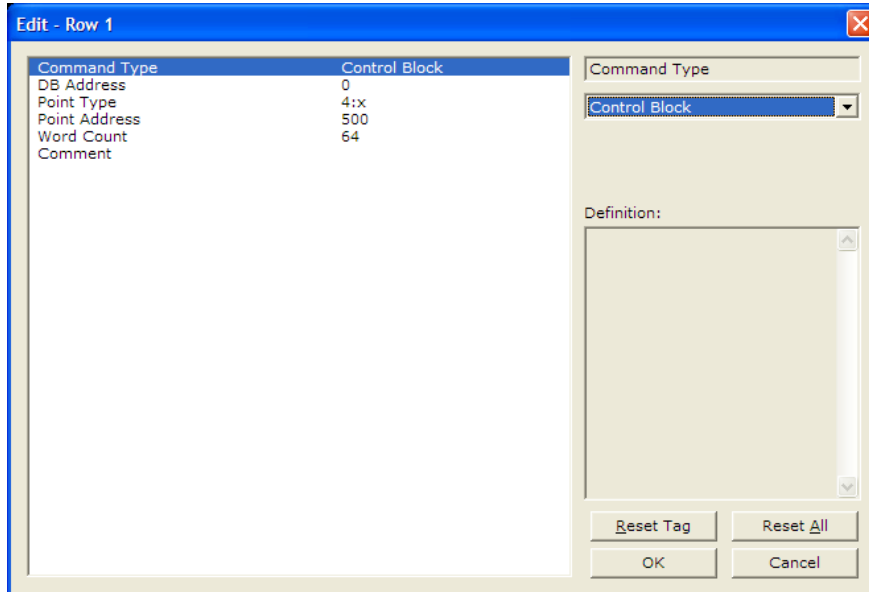 Edit - Row 1
Command Type Control Block
DB Address 0
Point Type 4:x
Point Address 500
Word Count 64
Comment
Command Type
Control Block
Definition:
Reset Tag Reset All
OK Cancel